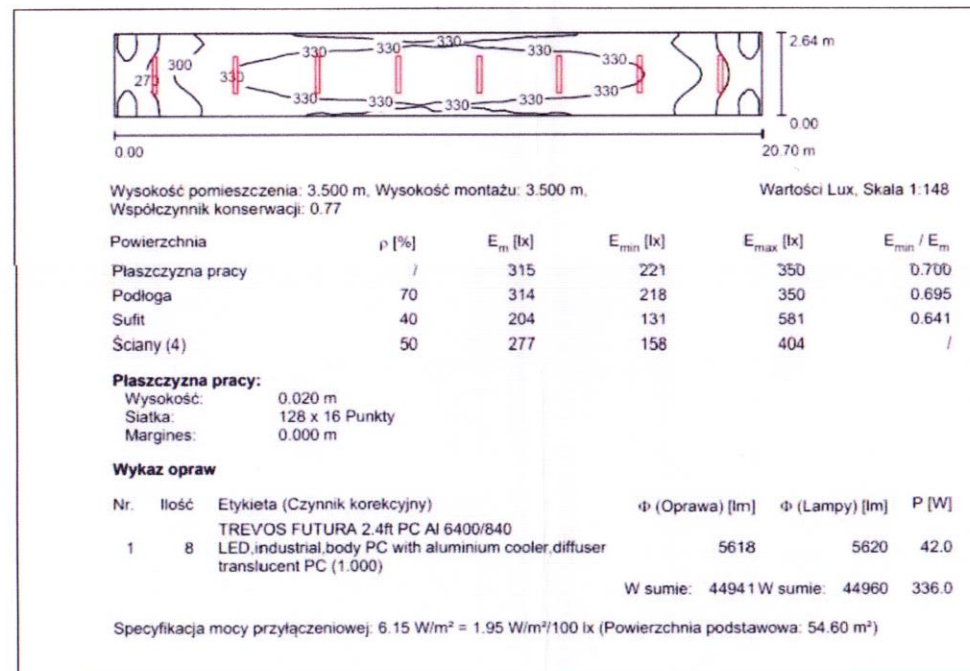 330
2.64 m
330
330
330
330
300
270
330
330
330
330
330
330
0.00
0.00
20.70 m
Wysokość pomieszczenia: 3.500 m, Wysokość montażu: 3.500 m,
Współczynnik konserwacji: 0.77
Wartości Lux, Skala 1:148
Powierzchnia ρ [%] Em [lx] Emin [lx] Emax [lx] Emin / Em
Płaszczyzna pracy / 315 221 350 0.700
Podłoga 70 314 218 350 0.695
Sufit 40 204 131 581 0.641
Ściany (4) 50 277 158 404 /
Płaszczyzna pracy:
Wysokość: 0.020 m
Siatka: 128 x 16 Punkty
Margines: 0.000 m
Wykaz opraw
Nr. Ilość Etykieta (Czynnik korekcyjny) Φ (Oprawa) [lm] Φ (Lampy) [lm] P [W]
TREVOS FUTURA 2.4ft PC Al 6400/840
1 8 LED,industrial,body PC with aluminium cooler,diffuser 5618 5620 42.0
translucent PC (1.000)
W sumie: 44941 W sumie: 44960 336.0
Specyfikacja mocy przyłączeniowej: 6.15 W/m² = 1.95 W/m²/100 lx (Powierzchnia podstawowa: 54.60 m²)